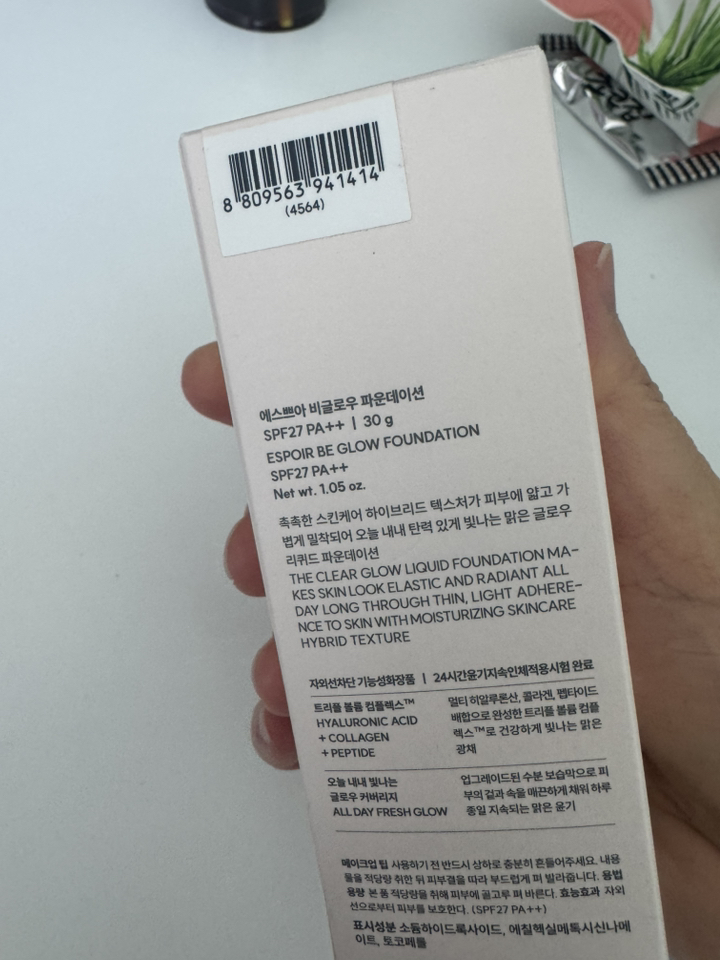 8 809563 941414
(4564)
에스쁘아 비글로우 파운데이션
SPF27 PA++ | 30 g
ESPOIR BE GLOW FOUNDATION
SPF27 PA++
Net wt. 1.05 oz.
촉촉한 스킨케어 하이브리드 텍스처가 피부에 얇고 가
볍게 밀착되어 오늘 내내 탄력 있게 빛나는 맑은 글로우
리퀴드 파운데이션
THE CLEAR GLOW LIQUID FOUNDATION MA-
KES SKIN LOOK ELASTIC AND RADIANT ALL
DAY LONG THROUGH THIN, LIGHT ADHERE-
NCE TO SKIN WITH MOISTURIZING SKINCARE
HYBRID TEXTURE
자외선차단 기능성화장품 | 24시간윤기지속인체적용시험 완료
트리플 볼륨 컴플렉스™
HYALURONIC ACID
+ COLLAGEN
+ PEPTIDE
멀티 히알루론산, 콜라겐, 펩타이드
배합으로 완성한 트리플 볼륨 컴플
렉스™로 건강하게 빛나는 맑은
광채
오늘 내내 빛나는
글로우 커버리지
ALL DAY FRESH GLOW
업그레이드된 수분 보습막으로 피
부의 겉과 속을 매끈하게 채워 하루
종일 지속되는 맑은 윤기
메이크업 팁 사용하기 전 반드시 상하로 충분히 흔들어주세요. 내용
물을 적당량 취한 뒤 피부결을 따라 부드럽게 펴 발라줍니다. 용법
용량 본 품 적당량을 취해 피부에 골고루 펴 바른다. 효능효과 자외
선으로부터 피부를 보호한다. (SPF27 PA++)
표시성분 소듐하이드록사이드, 에칠헥실메톡시신나메
이트, 토코페롤